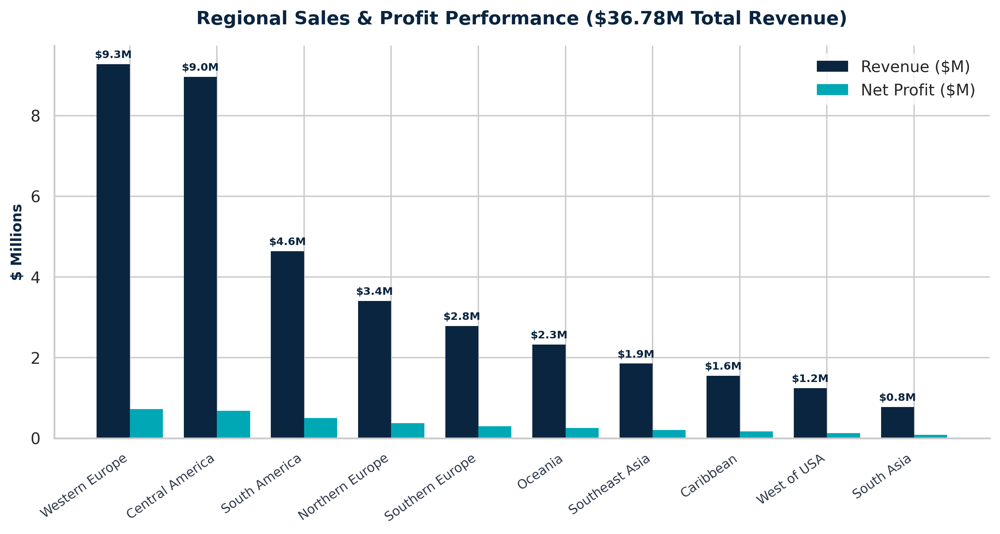 Regional Sales & Profit Performance ($36.78M Total Revenue)
$9.3M
$9.0M
$4.6M
$3.4M
$2.8M
$2.3M
$1.9M
$1.6M
$1.2M
$0.8M
Revenue ($M)
Net Profit ($M)
$ Millions
8
6
4
2
0
Western Europe
Central America
South America
Northern Europe
Southern Europe
Oceania
Southeast Asia
Caribbean
West of USA
South Asia